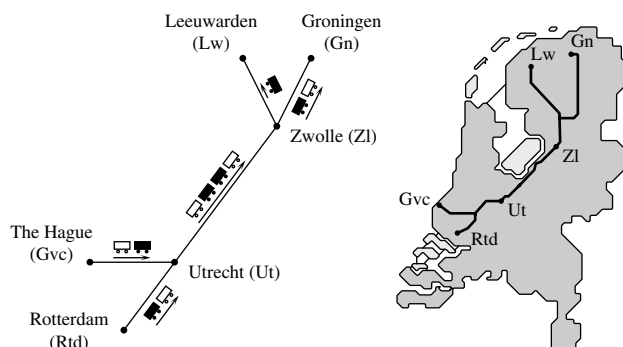 Leeuwarden
(Lw)
Groningen
(Gn)
Zwolle (Zl)
The Hague
(Gvc)
Utrecht (Ut)
Rotterdam
(Rtd)
Gn
Lw
Zl
Gvc
Ut
Rtd